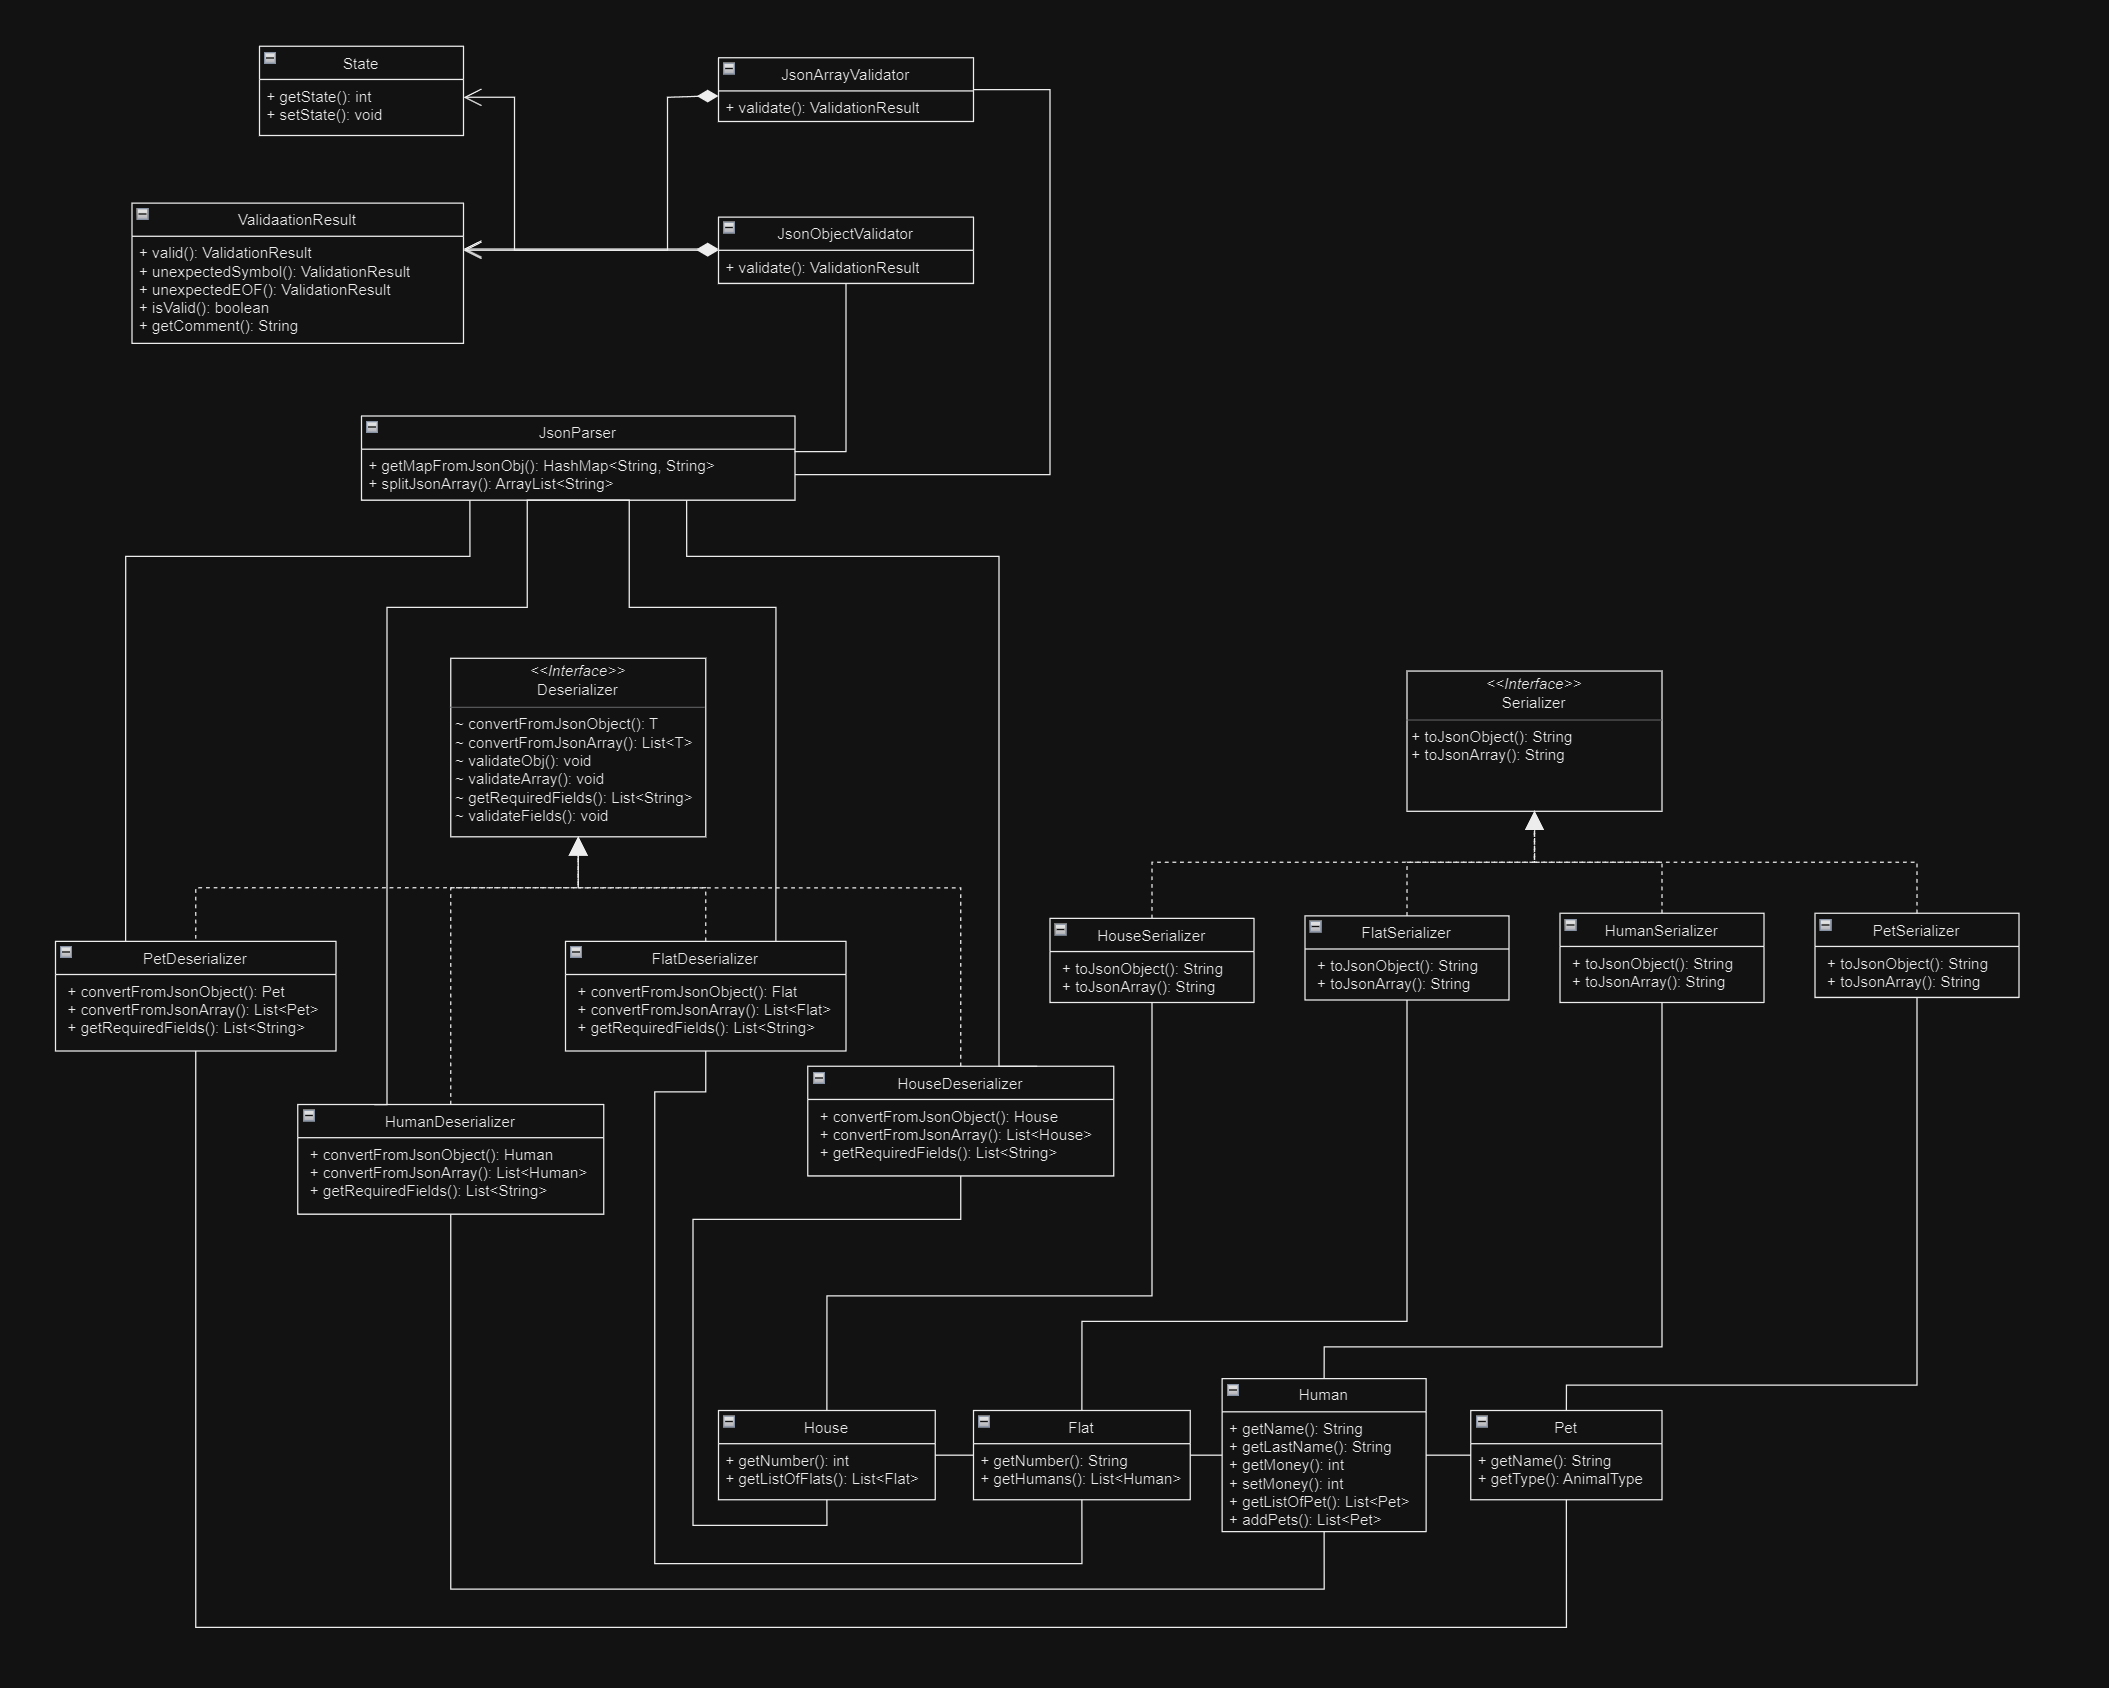 State
+ getState(): int
+ setState(): void
JsonArrayValidator
+ validate(): ValidationResult
ValidaationResult
+ valid(): ValidationResult
+ unexpectedSymbol(): ValidationResult
+ unexpectedEOF(): ValidationResult
+ isValid(): boolean
+ getComment(): String
JsonObjectValidator
+ validate(): ValidationResult
JsonParser
+ getMapFromJsonObj(): HashMap<String, String>
+ splitJsonArray(): ArrayList<String>
<<Interface>>
Deserializer
~ convertFromJsonObject(): T
~ convertFromJsonArray(): List<T>
~ validateObj(): void
~ validateArray(): void
~ getRequiredFields(): List<String>
~ validateFields(): void
<<Interface>>
Serializer
+ toJsonObject(): String
+ toJsonArray(): String
PetDeserializer
+ convertFromJsonObject(): Pet
+ convertFromJsonArray(): List<Pet>
+ getRequiredFields(): List<String>
FlatDeserializer
+ convertFromJsonObject(): Flat
+ convertFromJsonArray(): List<Flat>
+ getRequiredFields(): List<String>
HouseSerializer
+ toJsonObject(): String
+ toJsonArray(): String
FlatSerializer
+ toJsonObject(): String
+ toJsonArray(): String
HumanSerializer
+ toJsonObject(): String
+ toJsonArray(): String
PetSerializer
+ toJsonObject(): String
+ toJsonArray(): String
HumanDeserializer
+ convertFromJsonObject(): Human
+ convertFromJsonArray(): List<Human>
+ getRequiredFields(): List<String>
HouseDeserializer
+ convertFromJsonObject(): House
+ convertFromJsonArray(): List<House>
+ getRequiredFields(): List<String>
House
+ getNumber(): int
+ getListOfFlats(): List<Flat>
Flat
+ getNumber(): String
+ getHumans(): List<Human>
Human
+ getName(): String
+ getLastName(): String
+ getMoney(): int
+ setMoney(): int
+ getListOfPet(): List<Pet>
+ addPets(): List<Pet>
Pet
+ getName(): String
+ getType(): AnimalType